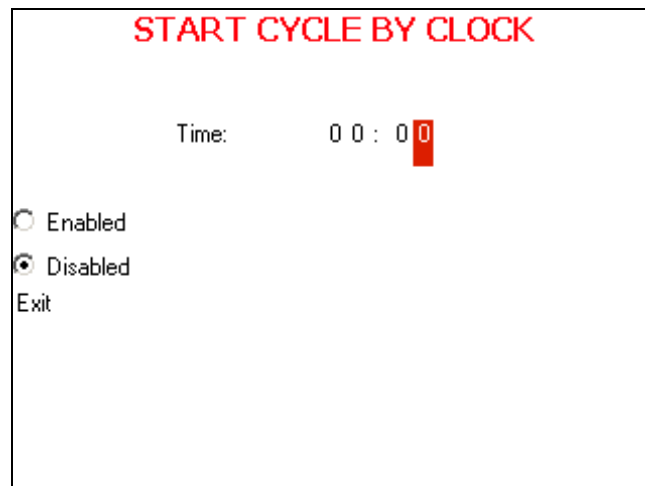 START CYCLE BY CLOCK
Time: 0 0 : 0 0
Enabled
Disabled
Exit